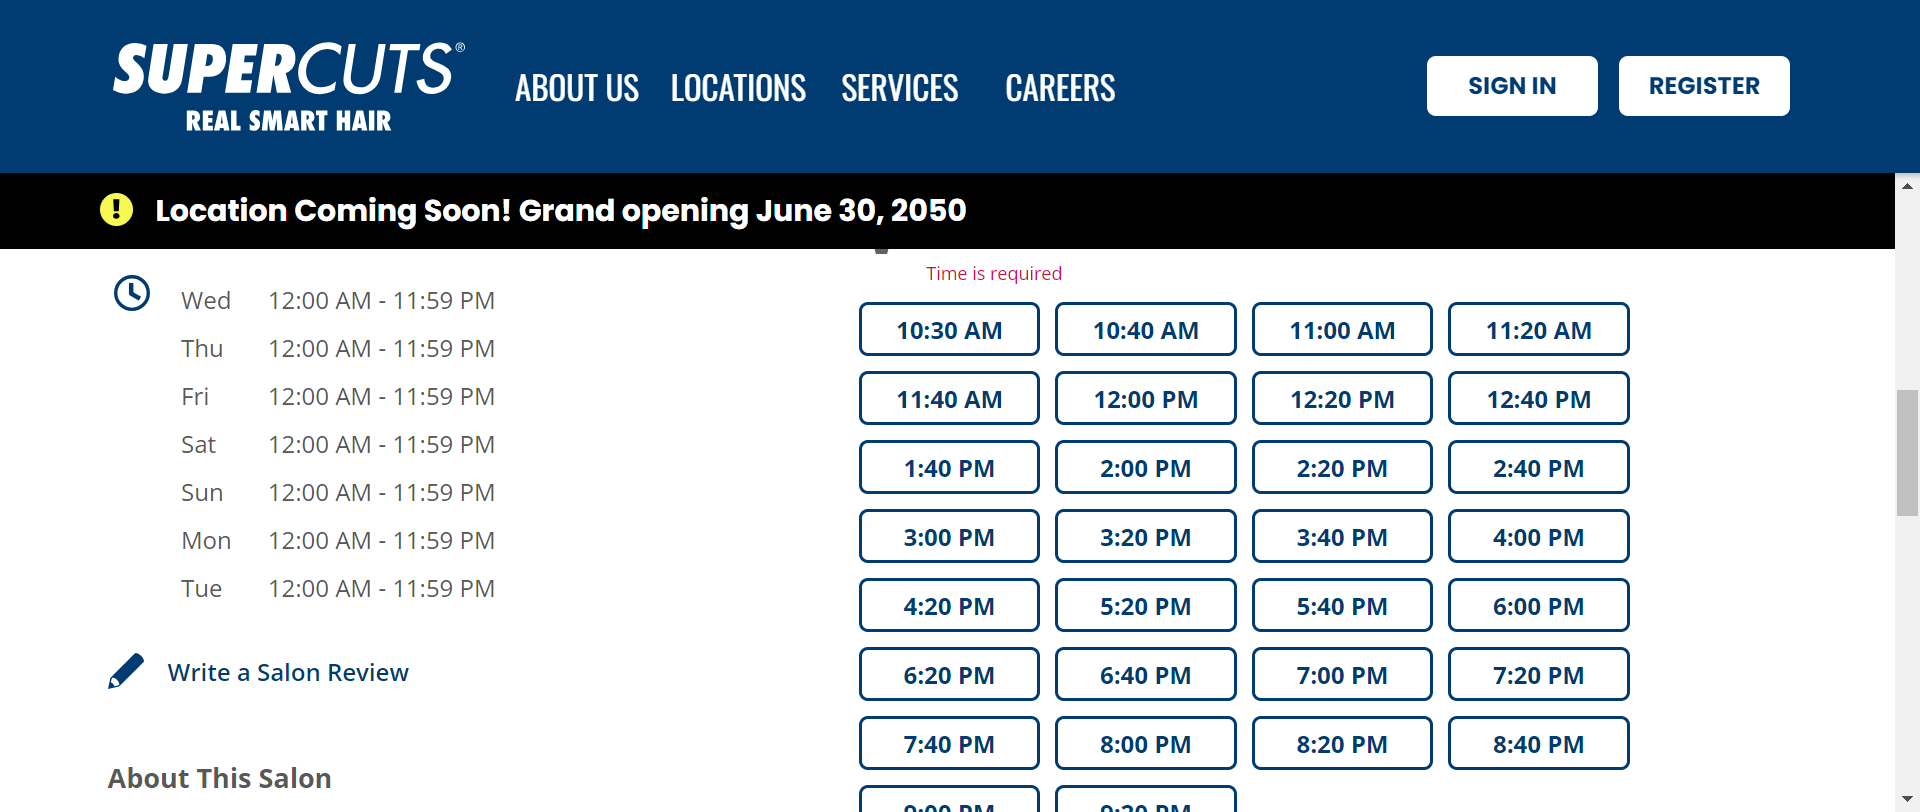 SUPERCUTS®
REAL SMART HAIR
ABOUT US LOCATIONS SERVICES CAREERS
SIGN IN REGISTER
! Location Coming Soon! Grand opening June 30, 2050
Wed 12:00 AM - 11:59 PM
Thu 12:00 AM - 11:59 PM
Fri 12:00 AM - 11:59 PM
Sat 12:00 AM - 11:59 PM
Sun 12:00 AM - 11:59 PM
Mon 12:00 AM - 11:59 PM
Tue 12:00 AM - 11:59 PM
Write a Salon Review
About This Salon
Time is required
10:30 AM 10:40 AM 11:00 AM 11:20 AM
11:40 AM 12:00 PM 12:20 PM 12:40 PM
1:40 PM 2:00 PM 2:20 PM 2:40 PM
3:00 PM 3:20 PM 3:40 PM 4:00 PM
4:20 PM 5:20 PM 5:40 PM 6:00 PM
6:20 PM 6:40 PM 7:00 PM 7:20 PM
7:40 PM 8:00 PM 8:20 PM 8:40 PM